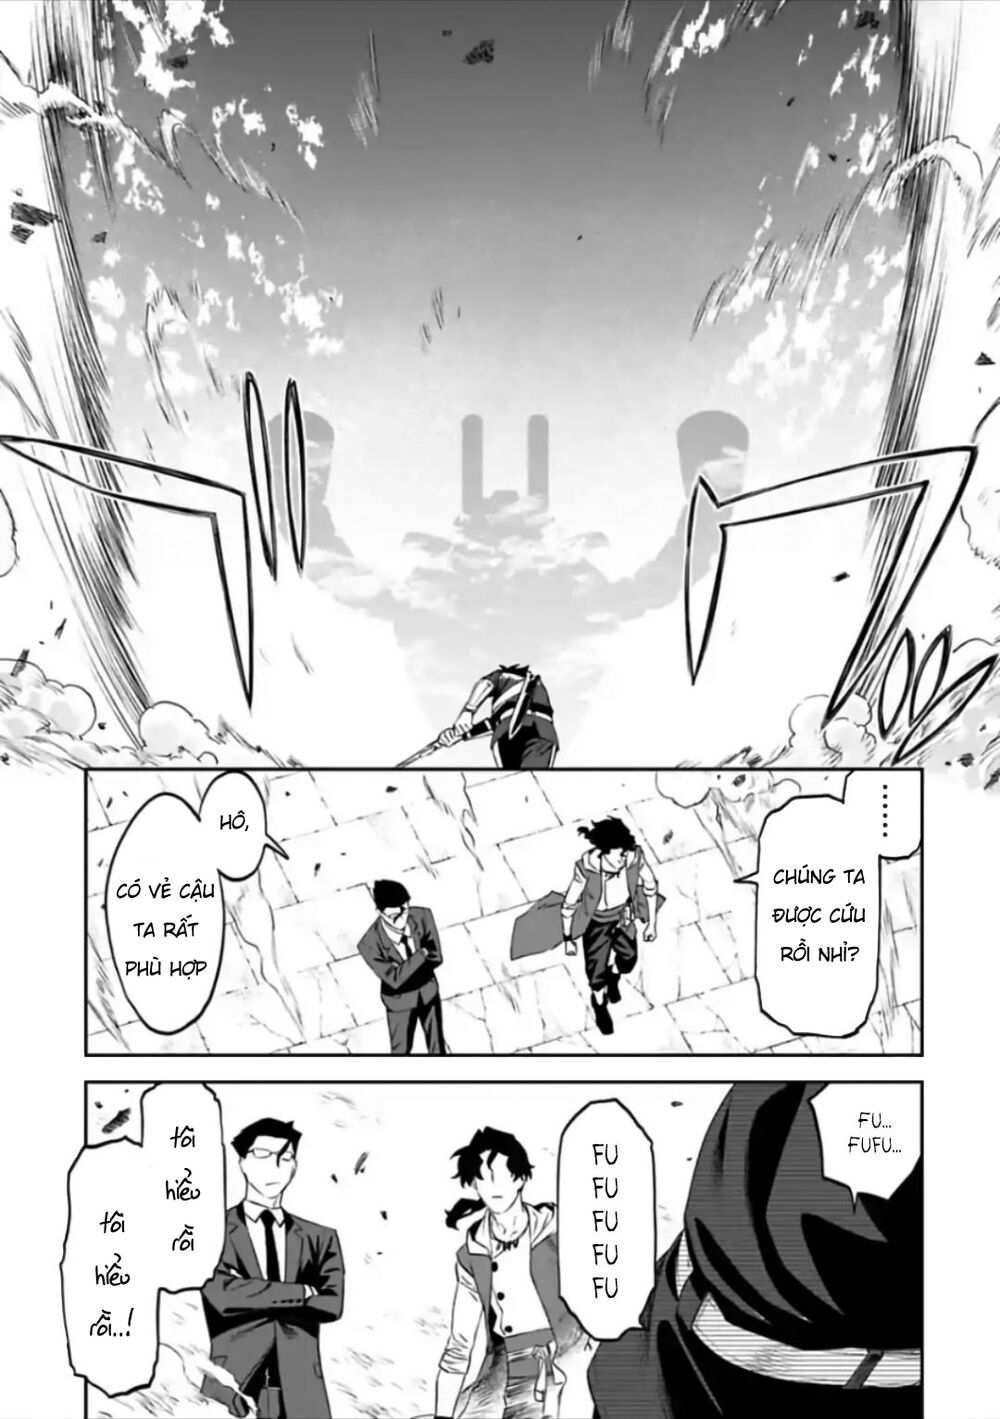 ......
CHÚNG TA
ĐƯỢC CỨU
RỒI NHỈ?
HÔ,
CÓ VẺ CẬU
TA RẤT
PHÙ HỢP
FU...
FUFU...
FU
FU
FU
FU
FU
tôi
hiểu
rồi
tôi
hiểu
rồi..!